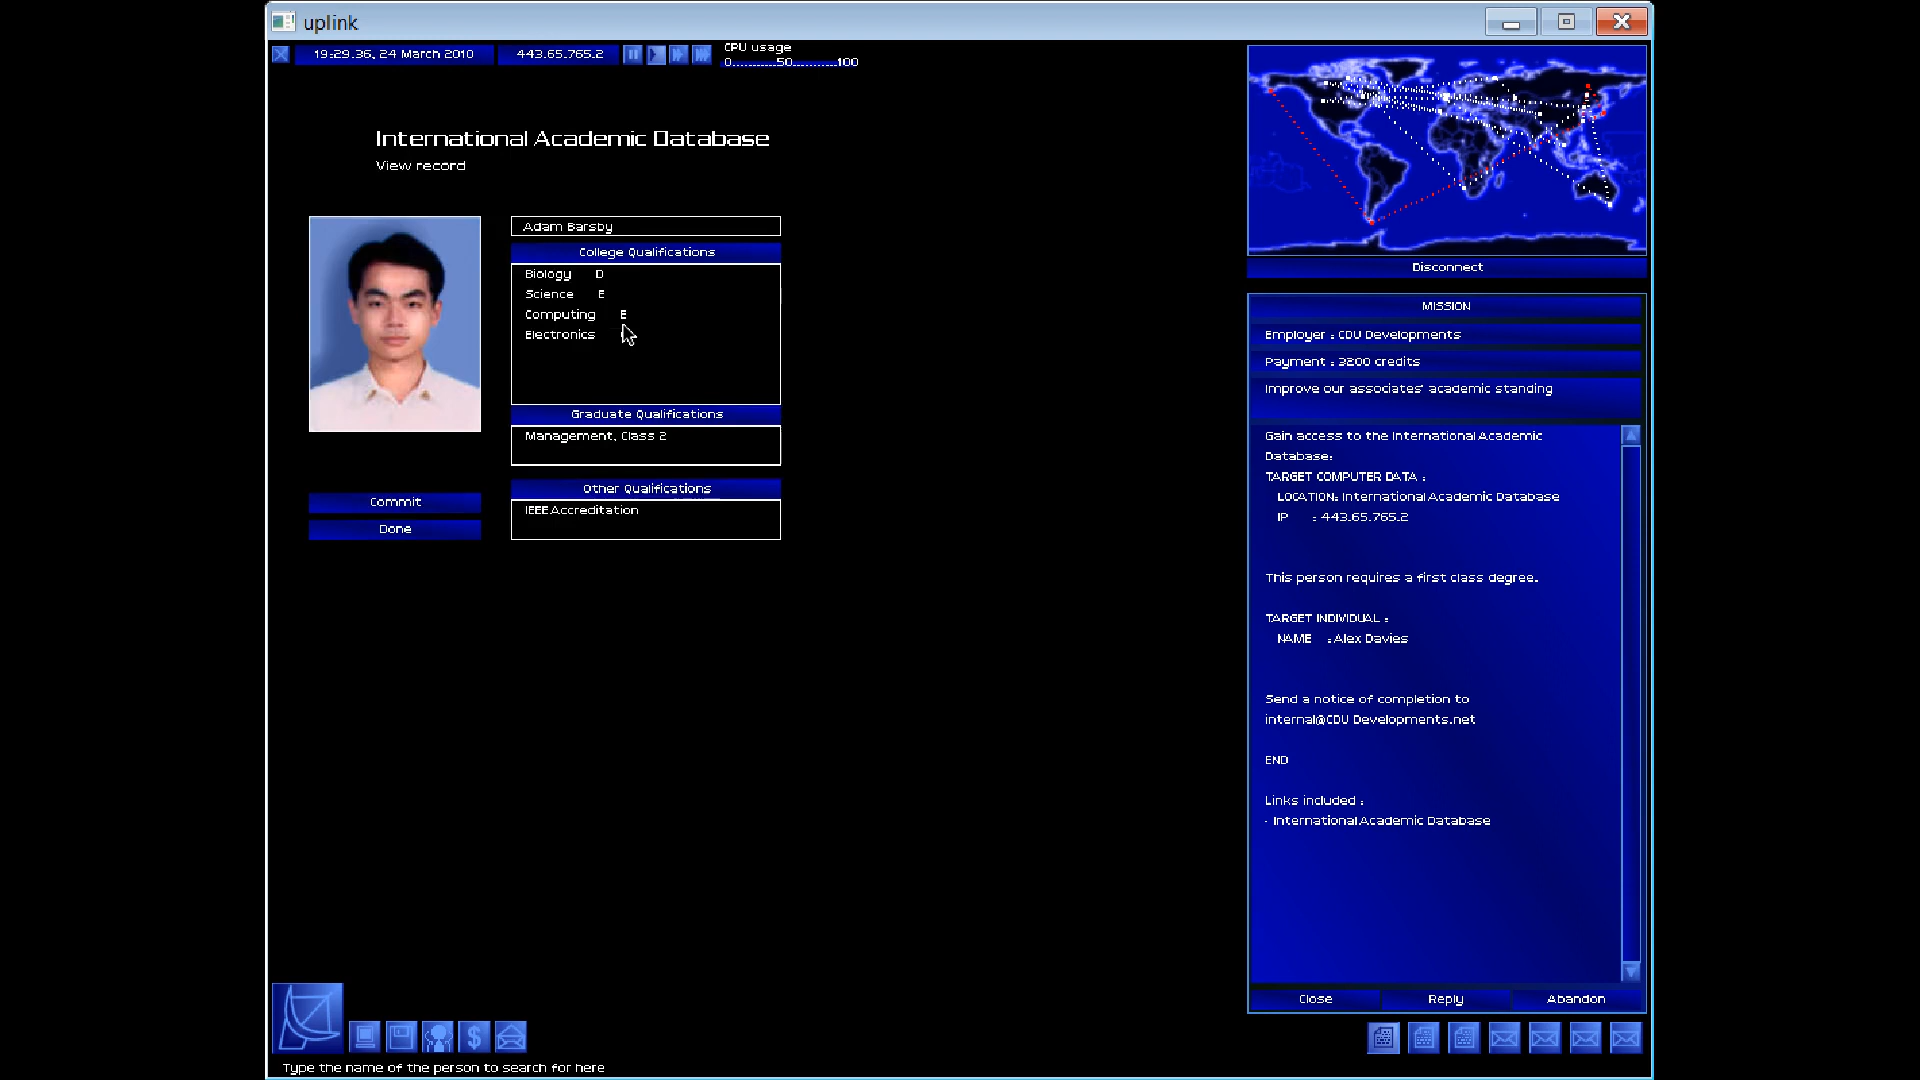 uplink
19:29.36, 24 March 2010
443.65.765.2
CPU usage
0..........50..........100
International Academic Database
View record
Adam Barsby
College Qualifications
Biology D
Science E
Computing E
Electronics
Graduate Qualifications
Management, Class 2
Other Qualifications
IEEE Accreditation
Commit
Done
Disconnect
MISSION
Employer : CDU Developments
Payment : 3200 credits
Improve our associates' academic standing
Gain access to the International Academic
Database:
TARGET COMPUTER DATA :
LOCATION: International Academic Database
IP : 443.65.765.2
This person requires a first class degree.
TARGET INDIVIDUAL :
NAME : Alex Davies
Send a notice of completion to
internal@CDU Developments.net
END
Links included :
- International Academic Database
Close
Reply
Abandon
Type the name of the person to search for here